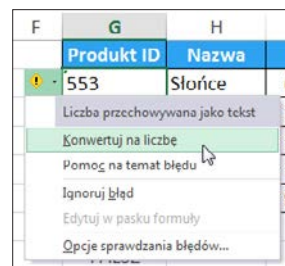 F G H
Produkt ID Nazwa
553 Słońce
Liczba przechowywana jako tekst
Konwertuj na liczbę
Pomoc na temat błędu
Ignoruj błąd
Edytuj w pasku formuły
Opcje sprawdzania błędów...